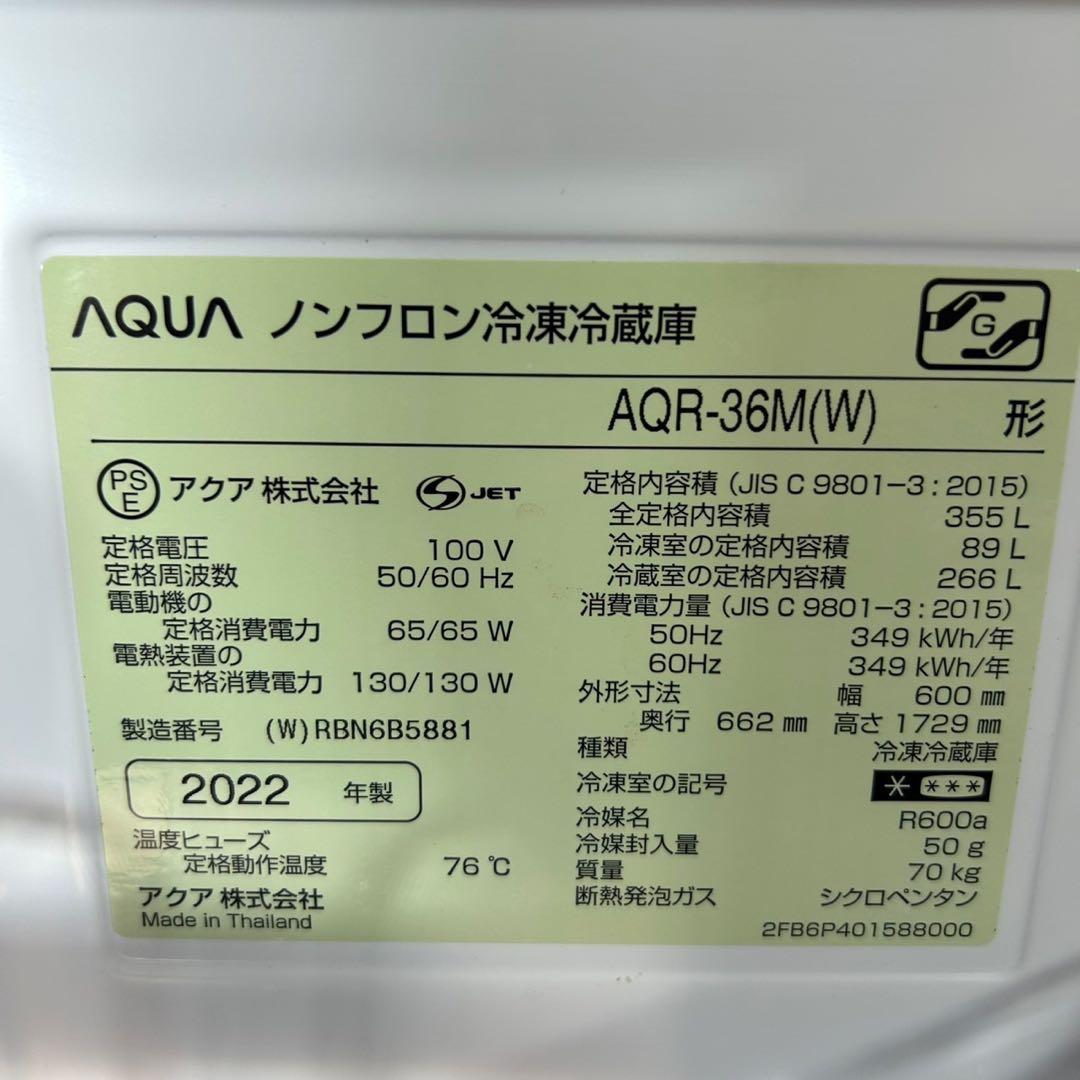 AQUA ノンフロン冷凍冷蔵庫
G
AQR-36M(W) 形
PS
E
アクア 株式会社
JET
定格電圧 100 V
定格周波数 50/60 Hz
電動機の
定格消費電力 65/65 W
電熱装置の
定格消費電力 130/130 W
製造番号 (W)RBN6B5881
2022 年製
温度ヒューズ
定格動作温度 76 ℃
アクア 株式会社
Made in Thailand
定格内容積 (JIS C 9801-3 : 2015)
全定格内容積 355 L
冷凍室の定格内容積 89 L
冷蔵室の定格内容積 266 L
消費電力量 (JIS C 9801-3 : 2015)
50Hz 349 kWh/年
60Hz 349 kWh/年
外形寸法 幅 600 mm
奥行 662 mm 高さ 1729 mm
種類 冷凍冷蔵庫
冷凍室の記号 * ***
冷媒名 R600a
冷媒封入量 50 g
質量 70 kg
断熱発泡ガス シクロペンタン
2FB6P401588000